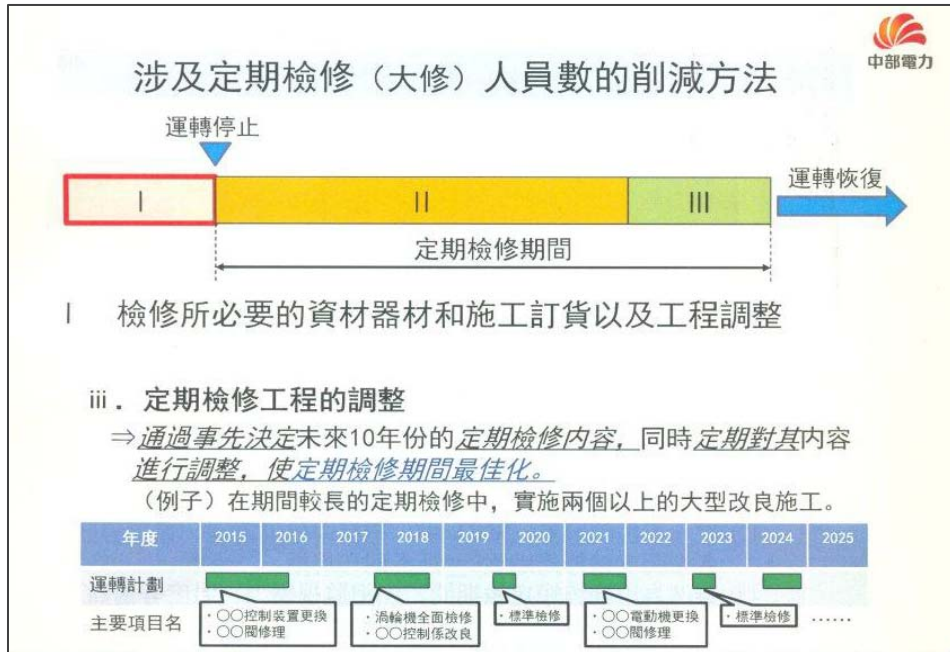 中部電力
涉及定期檢修（大修）人員數的削減方法
運轉停止
I
II
III
運轉恢復
定期檢修期間
I 檢修所必要的資材器材和施工訂貨以及工程調整
iii．定期檢修工程的調整
⇒通過事先決定未來10年份的定期檢修內容，同時定期對其內容
進行調整，使定期檢修期間最佳化。
（例子）在期間較長的定期檢修中，實施兩個以上的大型改良施工。
年度 2015 2016 2017 2018 2019 2020 2021 2022 2023 2024 2025
運轉計劃
主要項目名
・○○控制装置更換
・○○閥修理
・渦輪機全面檢修
・○○控制係改良
・標準檢修
・○○電動機更換
・○○閥修理
・標準檢修
……